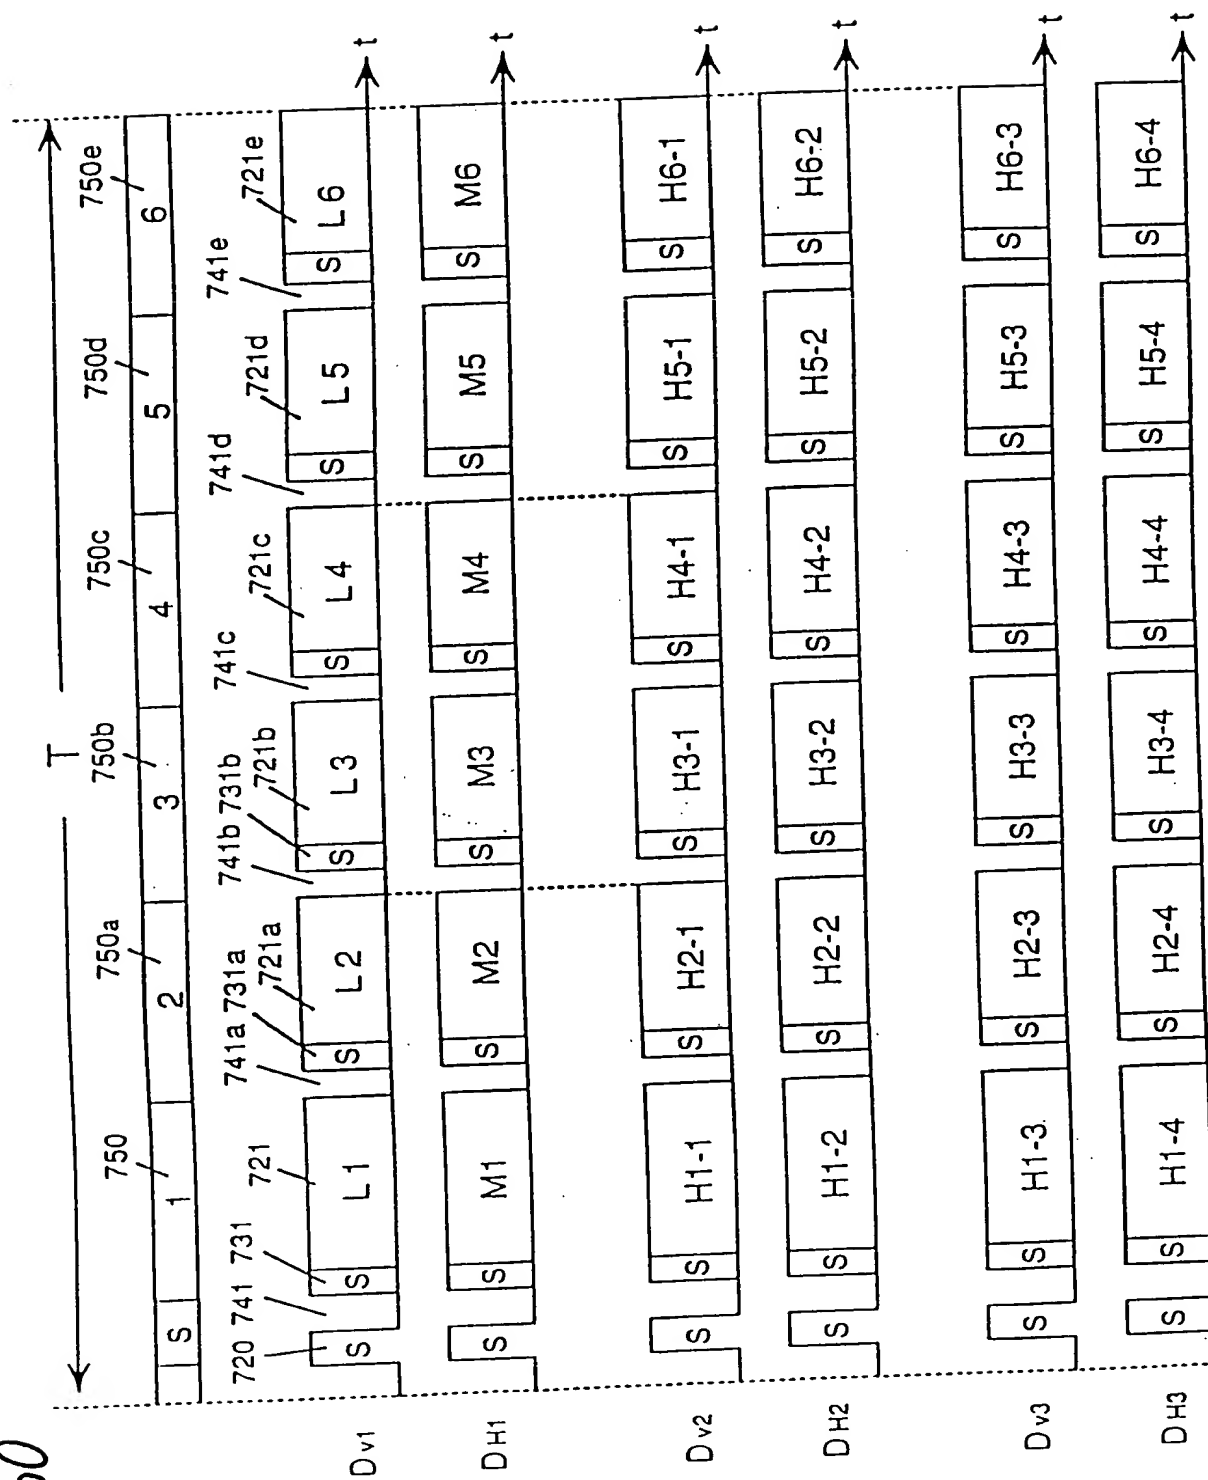 T
750 750a 750b 750c 750d 750e
S 1 2 3 4 5 6
720 741 731 721 741a 731a 721a 741b 731b 721b 741c 721c 741d 721d 741e 721e
Dv1 S S L1 S L2 S L3 S L4 S L5 S L6 t
DH1 S S M1 S M2 S M3 S M4 S M5 S M6 t
Dv2 S S H1-1 S H2-1 S H3-1 S H4-1 S H5-1 S H6-1 t
DH2 S S H1-2 S H2-2 S H3-2 S H4-2 S H5-2 S H6-2 t
Dv3 S S H1-3 S H2-3 S H3-3 S H4-3 S H5-3 S H6-3 t
DH3 S S H1-4 S H2-4 S H3-4 S H4-4 S H5-4 S H6-4 t